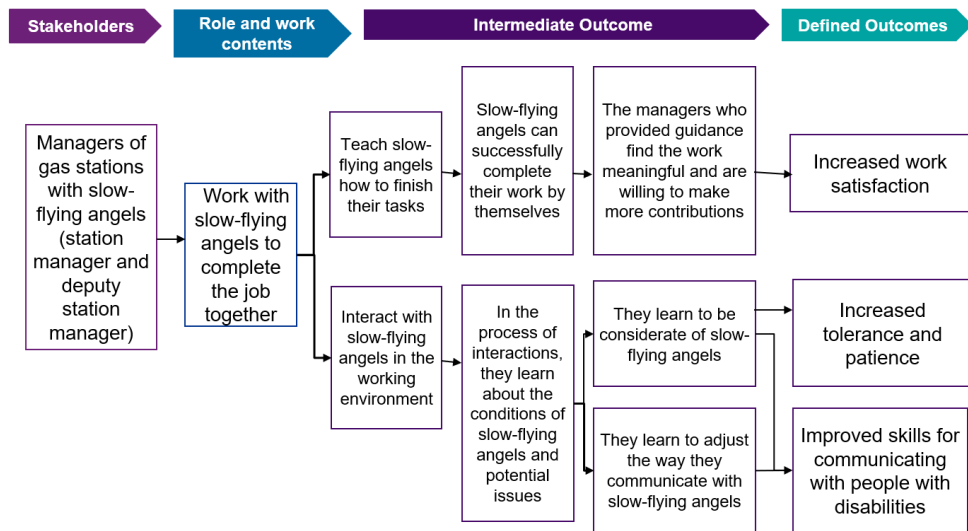 Stakeholders
Role and work
contents
Intermediate Outcome
Defined Outcomes
Managers of
gas stations
with slow-
flying angels
(station
manager and
deputy
station
manager)
Work with
slow-flying
angels to
complete
the job
together
Teach slow-
flying angels
how to finish
their tasks
Slow-flying
angels can
successfully
complete
their work by
themselves
The managers who
provided guidance
find the work
meaningful and are
willing to make
more contributions
Increased work
satisfaction
Interact with
slow-flying
angels in the
working
environment
In the
process of
interactions,
they learn
about the
conditions of
slow-flying
angels and
potential
issues
They learn to be
considerate of slow-
flying angels
Increased
tolerance and
patience
They learn to adjust
the way they
communicate with
slow-flying angels
Improved skills for
communicating
with people with
disabilities